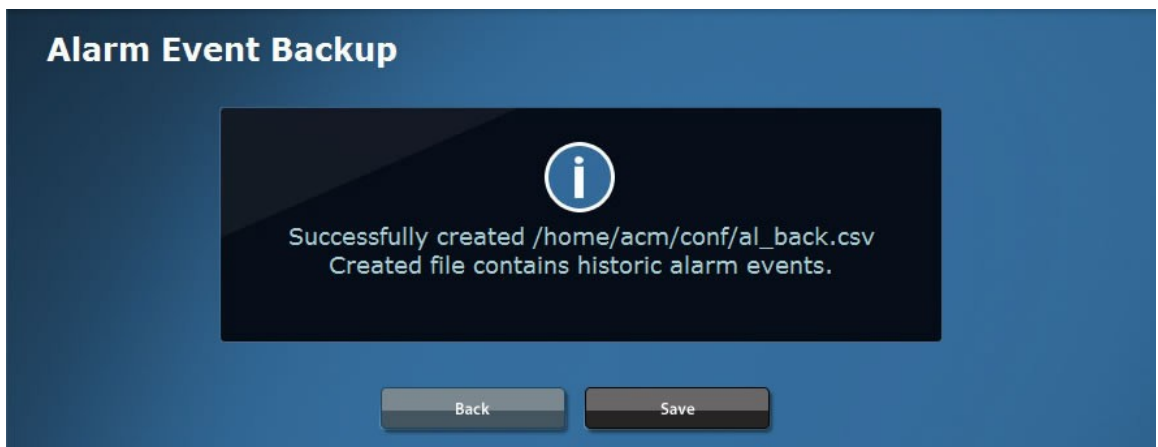 Alarm Event Backup
i
Successfully created /home/acm/conf/al_back.csv
Created file contains historic alarm events.
Back
Save